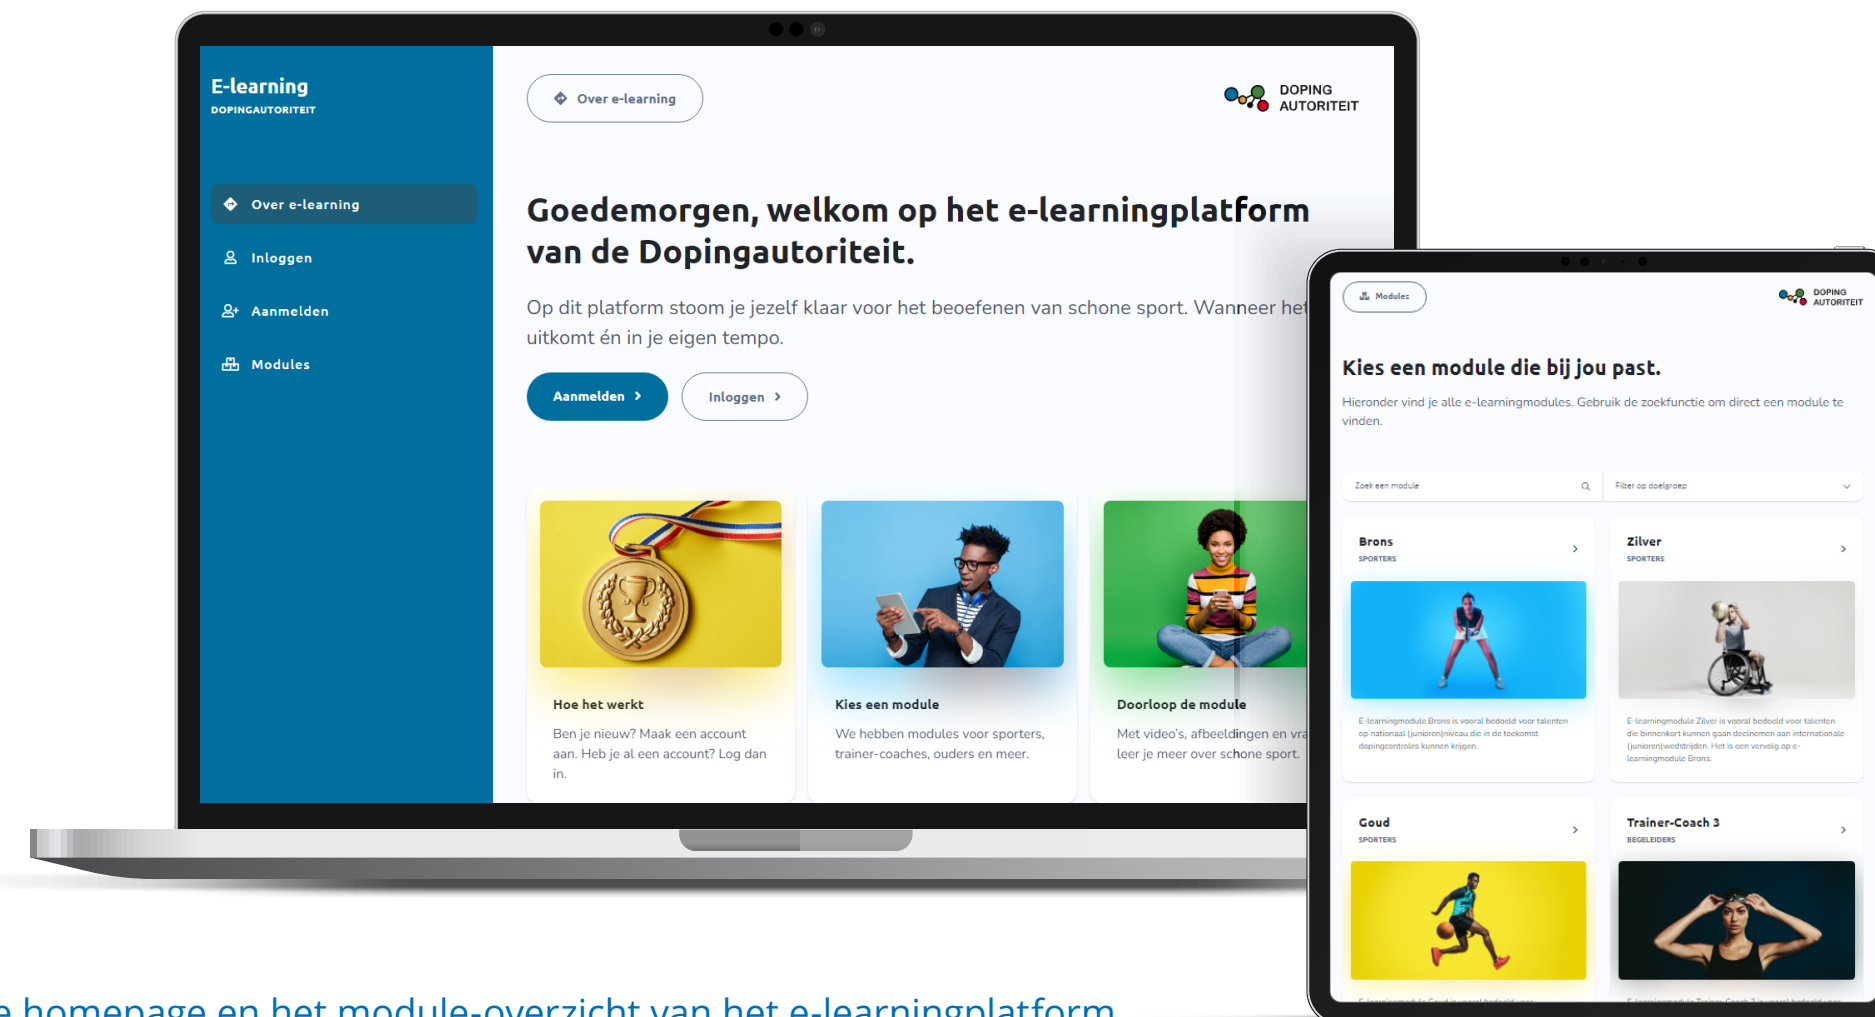 E-learning
DOPINGAUTORITEIT
Over e-learning
Inloggen
Aanmelden
Modules
Over e-learning
DOPING
AUTORITEIT
Goedemorgen, welkom op het e-learningplatform
van de Dopingautoriteit.
Op dit platform stoom je jezelf klaar voor het beoefenen van schone sport. Wanneer het
uitkomt én in je eigen tempo.
Aanmelden
Inloggen
Hoe het werkt
Ben je nieuw? Maak een account
aan. Heb je al een account? Log dan
in.
Kies een module
We hebben modules voor sporters,
trainer-coaches, ouders en meer.
Doorloop de module
Met video's, afbeeldingen en
leer je meer over schone sport.
Modules
DOPING
AUTORITEIT
Kies een module die bij jou past.
Hieronder vind je alle e-learningmodules. Gebruik de zoekfunctie om direct een module te
vinden.
Zoek een module
Filter op doelgroep
Brons
SPORTERS
E-learningmodule Brons is vooral bedoeld voor talenten
op nationaal (junioren)niveau die in de toekomst
dopingcontroles kunnen krijgen.
Zilver
SPORTERS
E-learningmodule Zilver is vooral bedoeld voor talenten
die binnenkort kunnen gaan deelnemen aan internationale
(junioren)wedstrijden. Het is een vervolg op e-
learningmodule Brons.
Goud
SPORTERS
Trainer-Coach 3
BEGELEIDERS
homepage en het module-overzicht van het e-learningplatform